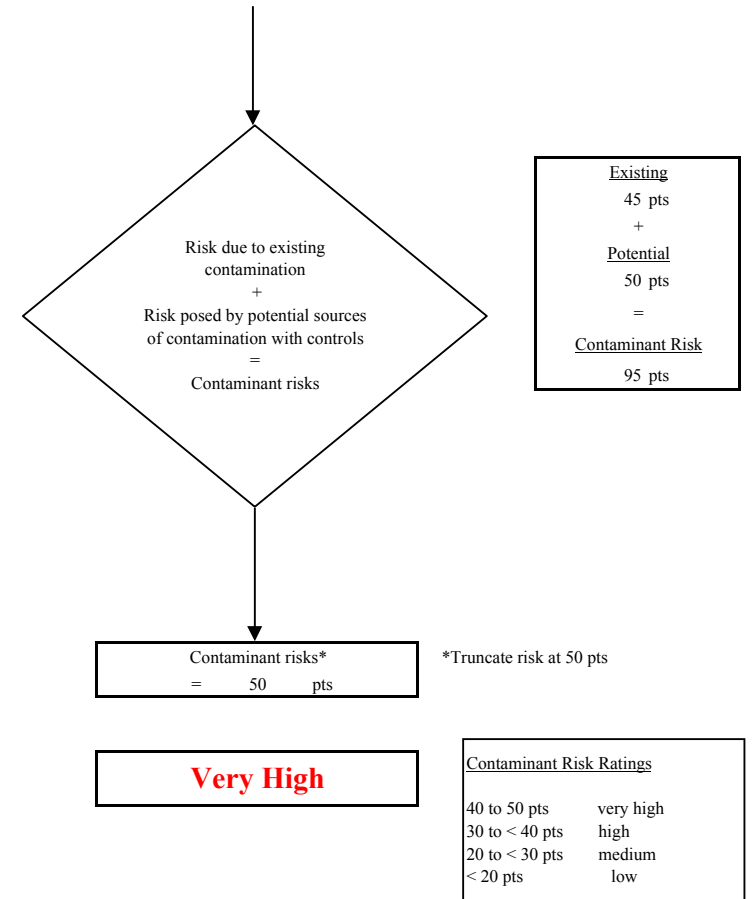 Risk due to existing
contamination
+
Risk posed by potential sources
of contamination with controls
=
Contaminant risks
Existing
45 pts
+
Potential
50 pts
=
Contaminant Risk
95 pts
Contaminant risks*
= 50 pts
*Truncate risk at 50 pts
Very High
Contaminant Risk Ratings
40 to 50 pts very high
30 to < 40 pts high
20 to < 30 pts medium
< 20 pts low